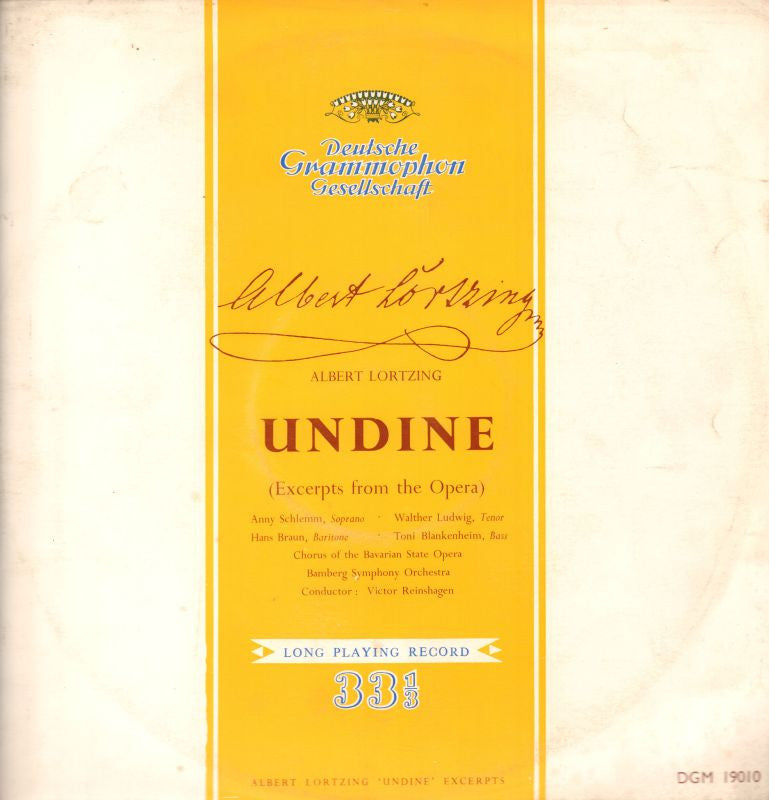 Deutsche
Grammophon
Gesellschaft
Albert Lortzing
ALBERT LORTZING
UNDINE
(Excerpts from the Opera)
Anny Schlemm, Soprano · Walther Ludwig, Tenor
Hans Braun, Baritone · Toni Blankenheim, Bass
Chorus of the Bavarian State Opera
Bamberg Symphony Orchestra
Conductor: Victor Reinshagen
LONG PLAYING RECORD
33 1/3
ALBERT LORTZING 'UNDINE' EXCERPTS
DGM 19010